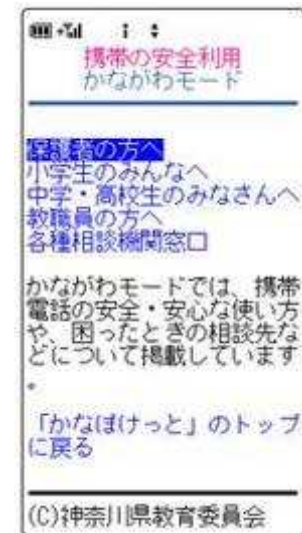 携帯の安全利用
かながわモード
保護者の方へ
小学生のみんなへ
中学・高校生のみなさんへ
教職員の方へ
各種相談機関窓口
かながわモードでは、携帯
電話の安全・安心な使い方
や、困ったときの相談先な
どについて掲載しています
。
「かなぽけっと」のトップ
に戻る
(C)神奈川県教育委員会